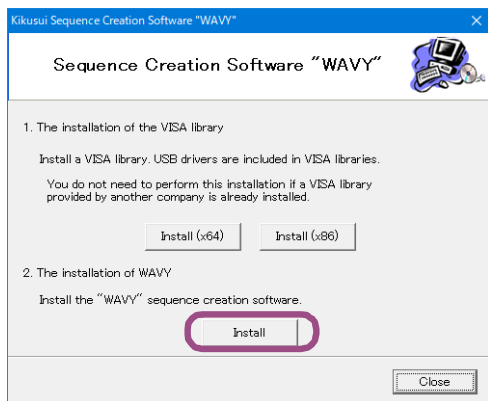 Kikusui Sequence Creation Software "WAVY"
Sequence Creation Software "WAVY"
1. The installation of the VISA library
Install a VISA library. USB drivers are included in VISA libraries.
You do not need to perform this installation if a VISA library
provided by another company is already installed.
Install (x64)
Install (x86)
2. The installation of WAVY
Install the "WAVY" sequence creation software.
Install
Close